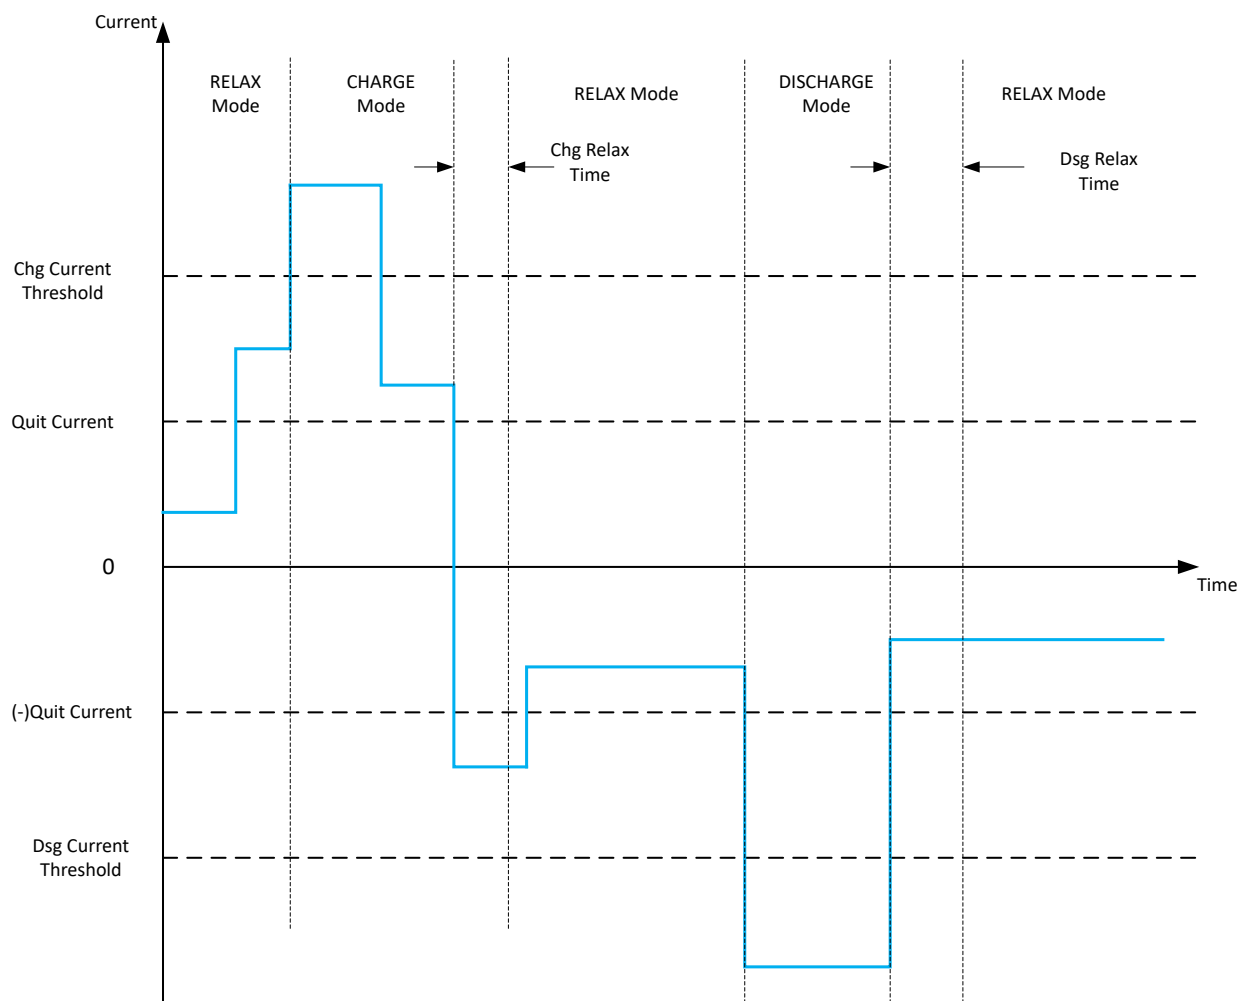 Current
RELAX
Mode
CHARGE
Mode
RELAX Mode
DISCHARGE
Mode
RELAX Mode
Chg Relax
Time
Dsg Relax
Time
Chg Current
Threshold
Quit Current
0
Time
(-)Quit Current
Dsg Current
Threshold